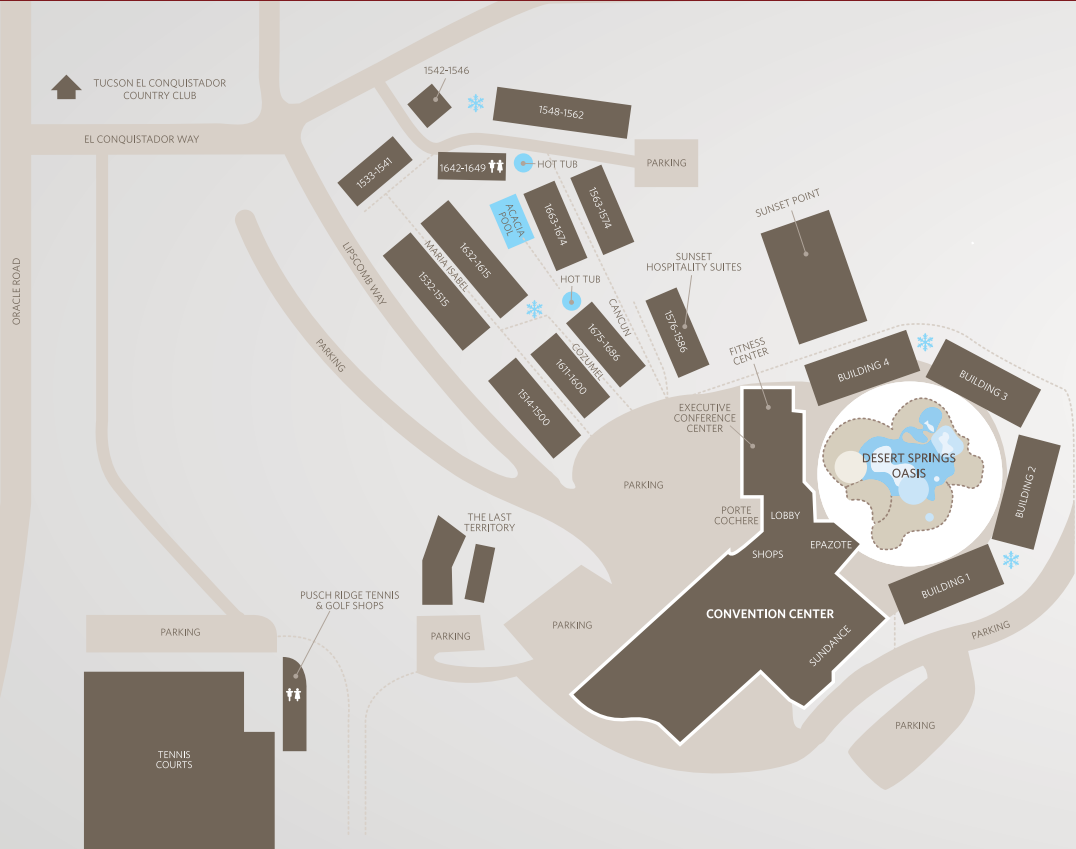 1542-1546
TUCSON EL CONQUISTADOR
COUNTRY CLUB
1548-1562
EL CONQUISTADOR WAY
1533-1541
1642-1649
HOT TUB
PARKING
ACACIA
POOL
1663-1674
1563-1574
SUNSET POINT
MARIA ISABEL
1632-1615
1532-1515
LIPSCOMB WAY
ORACLE ROAD
SUNSET
HOSPITALITY SUITES
HOT TUB
CANCUN
1576-1586
1675-1686
COZUMEL
1611-1600
1514-1500
PARKING
FITNESS
CENTER
BUILDING 4
BUILDING 3
EXECUTIVE
CONFERENCE
CENTER
DESERT SPRINGS
OASIS
BUILDING 2
PARKING
PORTE
COCHERE
LOBBY
THE LAST
TERRITORY
SHOPS
EPAZOTE
BUILDING 1
PUSCH RIDGE TENNIS
& GOLF SHOPS
CONVENTION CENTER
PARKING
PARKING
PARKING
SUNDANCE
PARKING
PARKING
TENNIS
COURTS